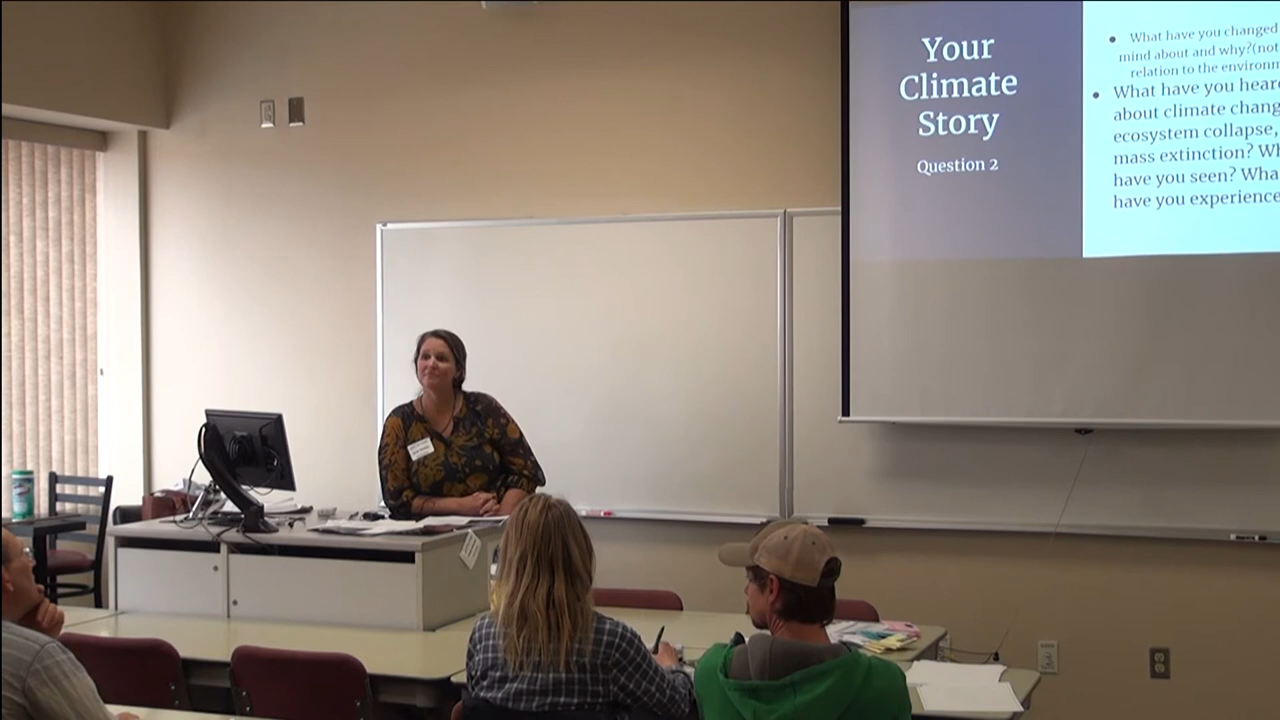 Your
Climate
Story
Question 2
What have you changed
mind about and why?(not
relation to the environm
What have you hear
about climate chang
ecosystem collapse,
mass extinction? Wh
have you seen? Wha
have you experience